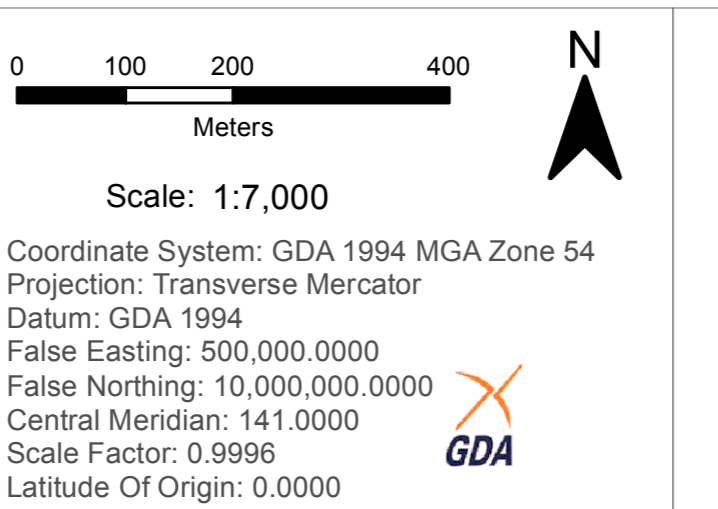 N
0 100 200 400
Meters
Scale: 1:7,000
Coordinate System: GDA 1994 MGA Zone 54
Projection: Transverse Mercator
Datum: GDA 1994
False Easting: 500,000.0000
False Northing: 10,000,000.0000
Central Meridian: 141.0000
Scale Factor: 0.9996
Latitude Of Origin: 0.0000
GDA